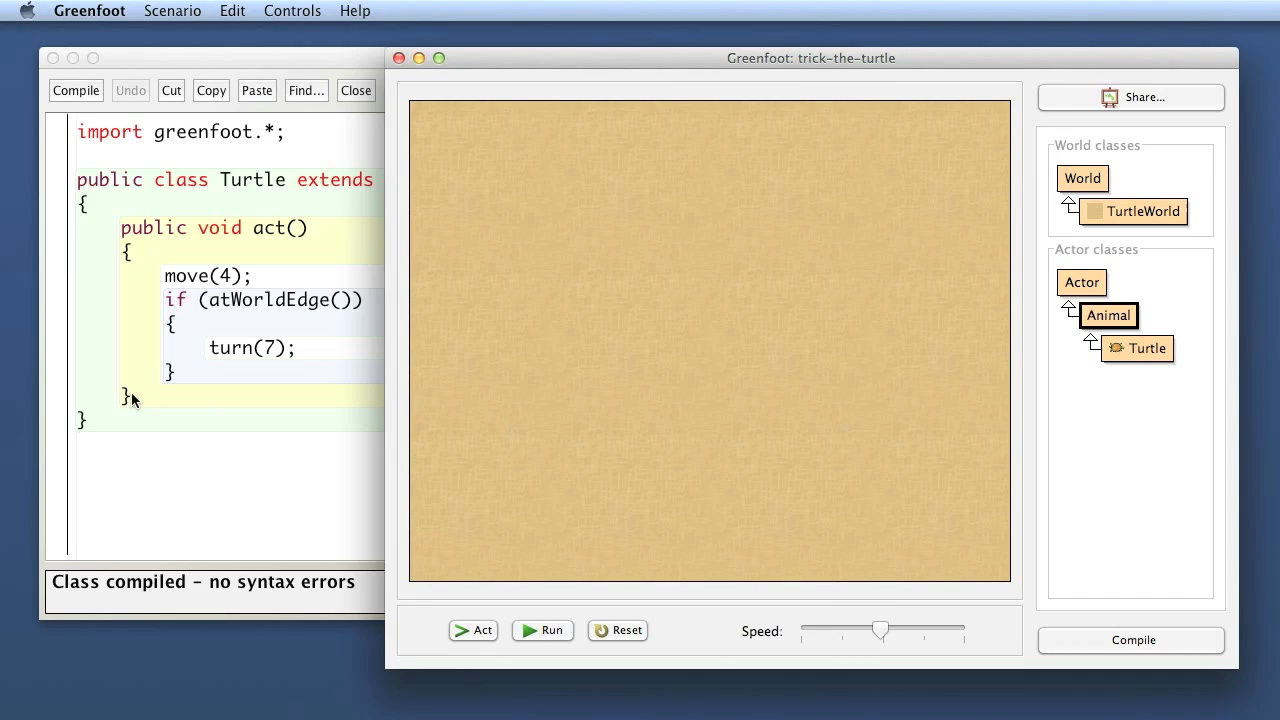 Greenfoot Scenario Edit Controls Help
Greenfoot: trick-the-turtle
Compile Undo Cut Copy Paste Find... Close
import greenfoot.*;
public class Turtle extends
{
public void act()
{
move(4);
if (atWorldEdge())
{
turn(7);
}
}
}
Class compiled – no syntax errors
Act Run Reset Speed:
Share...
World classes
World
TurtleWorld
Actor classes
Actor
Animal
Turtle
Compile